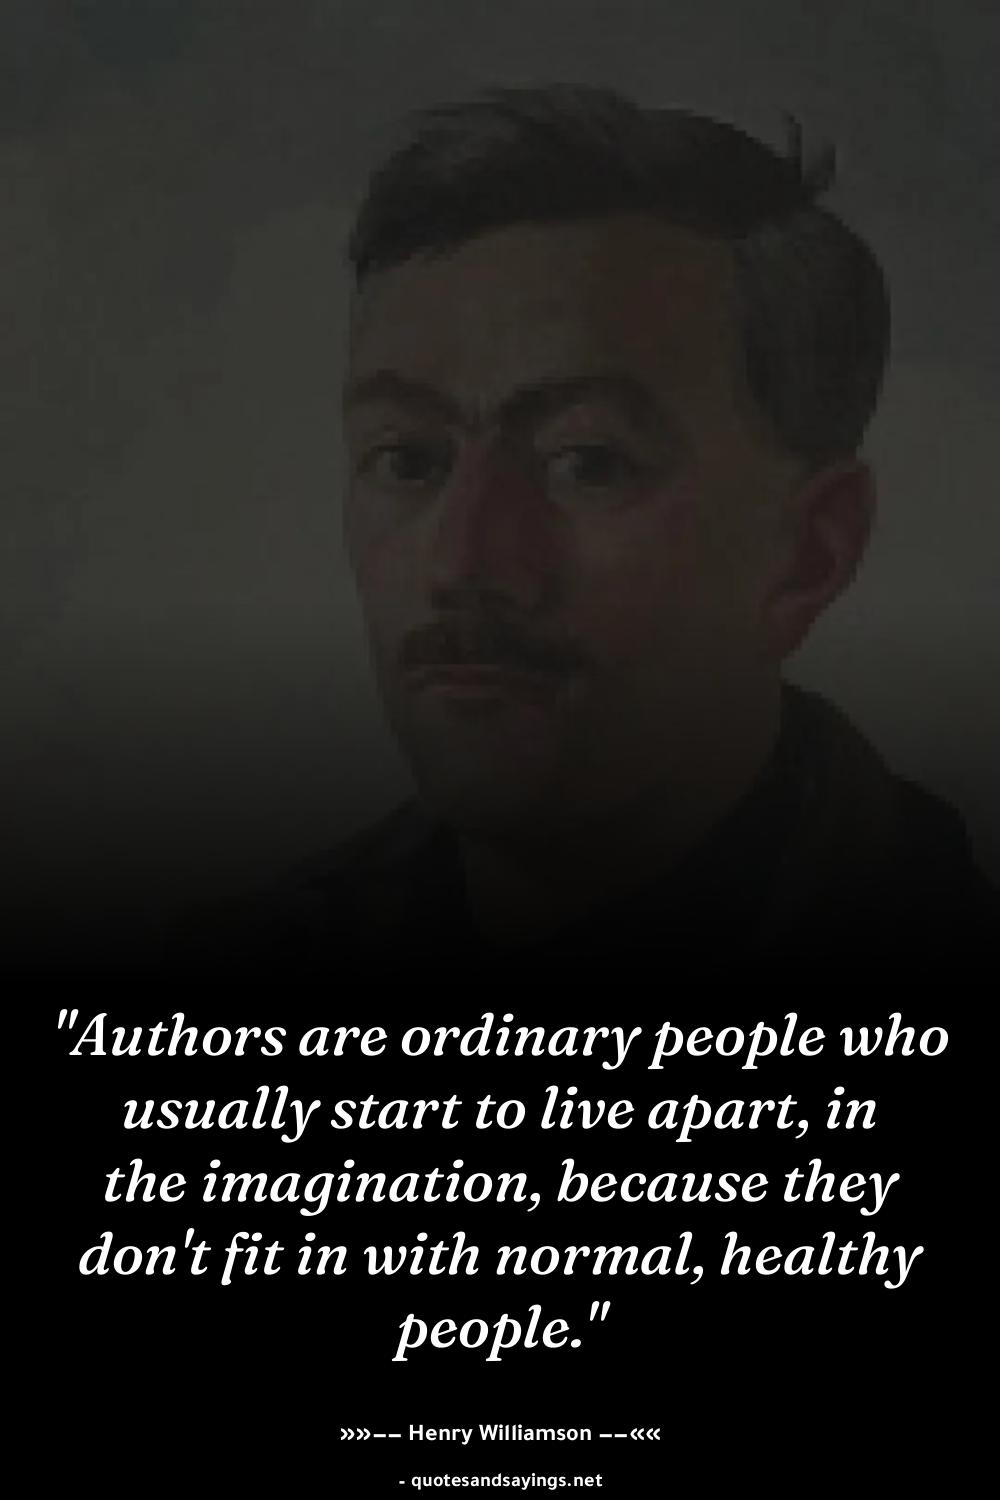 "Authors are ordinary people who
usually start to live apart, in
the imagination, because they
don't fit in with normal, healthy
people."
»»−− Henry Williamson −−««
- quotesandsayings.net